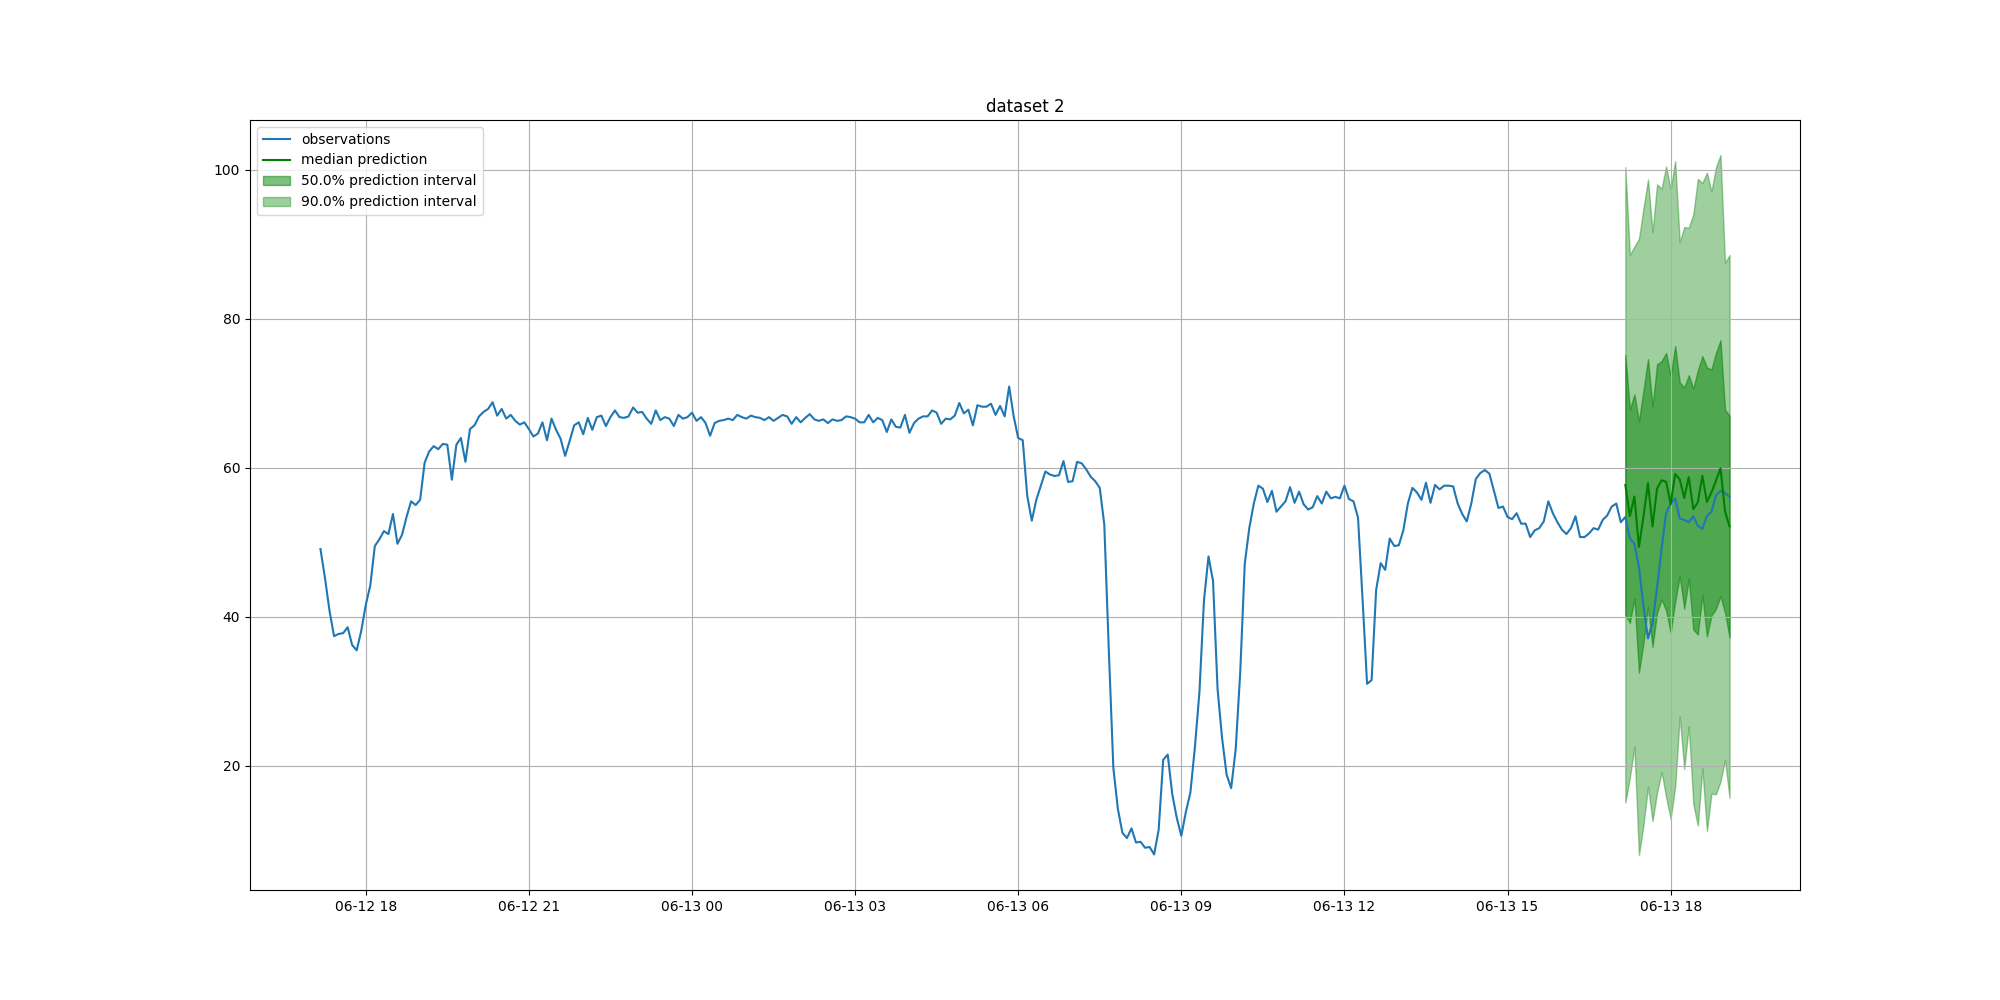 dataset 2
observations
median prediction
50.0% prediction interval
90.0% prediction interval
100
80
60
40
20
06-12 18
06-12 21
06-13 00
06-13 03
06-13 06
06-13 09
06-13 12
06-13 15
06-13 18